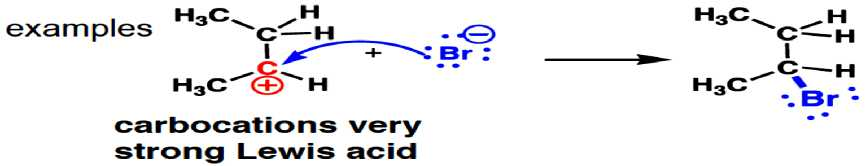 examples
H₃C H
C H
H₃C C H
⊕
+
Br ⊖
H₃C H
C H
H₃C C H
Br
carbocations very
strong Lewis acid